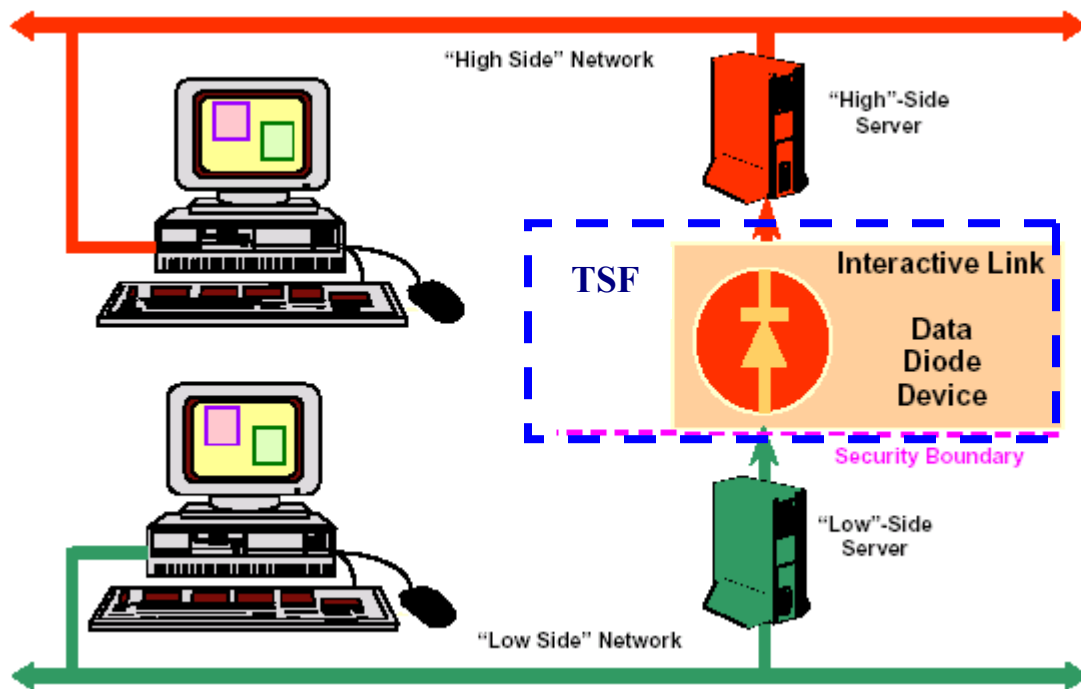 “High Side” Network
“High”-Side
Server
TSF
Interactive Link
Data
Diode
Device
Security Boundary
“Low”-Side
Server
“Low Side” Network